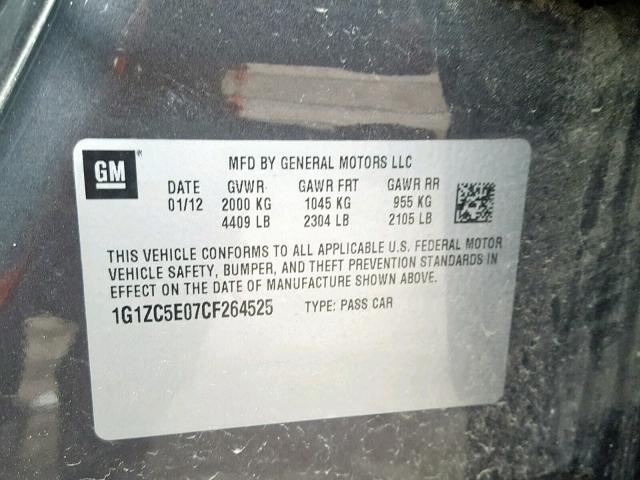 GM ®
MFD BY GENERAL MOTORS LLC
DATE GVWR GAWR FRT GAWR RR
01/12 2000 KG 1045 KG 955 KG
4409 LB 2304 LB 2105 LB
THIS VEHICLE CONFORMS TO ALL APPLICABLE U.S. FEDERAL MOTOR
VEHICLE SAFETY, BUMPER, AND THEFT PREVENTION STANDARDS IN
EFFECT ON THE DATE OF MANUFACTURE SHOWN ABOVE.
1G1ZC5E07CF264525 TYPE: PASS CAR